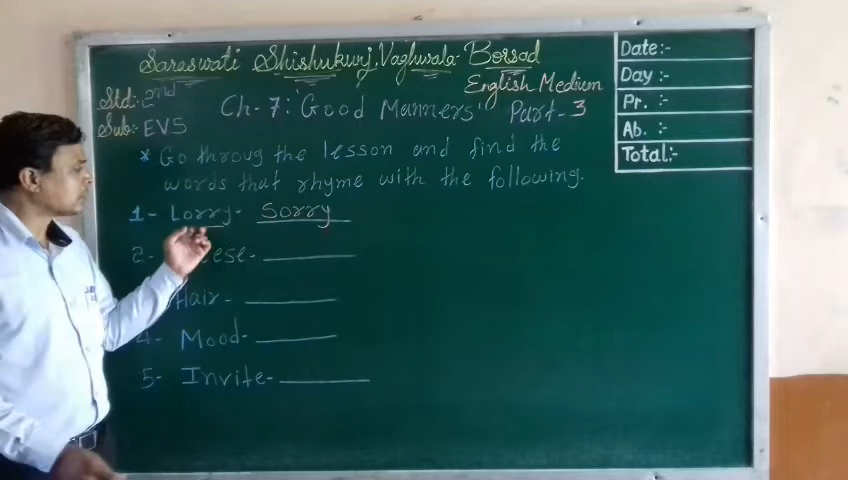 Saraswati Shishukunj, Vaghwala-Borsad
English Medium
Std:- 2nd
Sub:- EVS
Ch-7: 'Good Manners' Part-3
* Go throug the lesson and find the
words that rhyme with the following.
1- Lorry- Sorry
2-
Hair-
4- Mood-
5- Invite-
Date:-
Day:-
Pr. :-
Ab. :-
Total:-